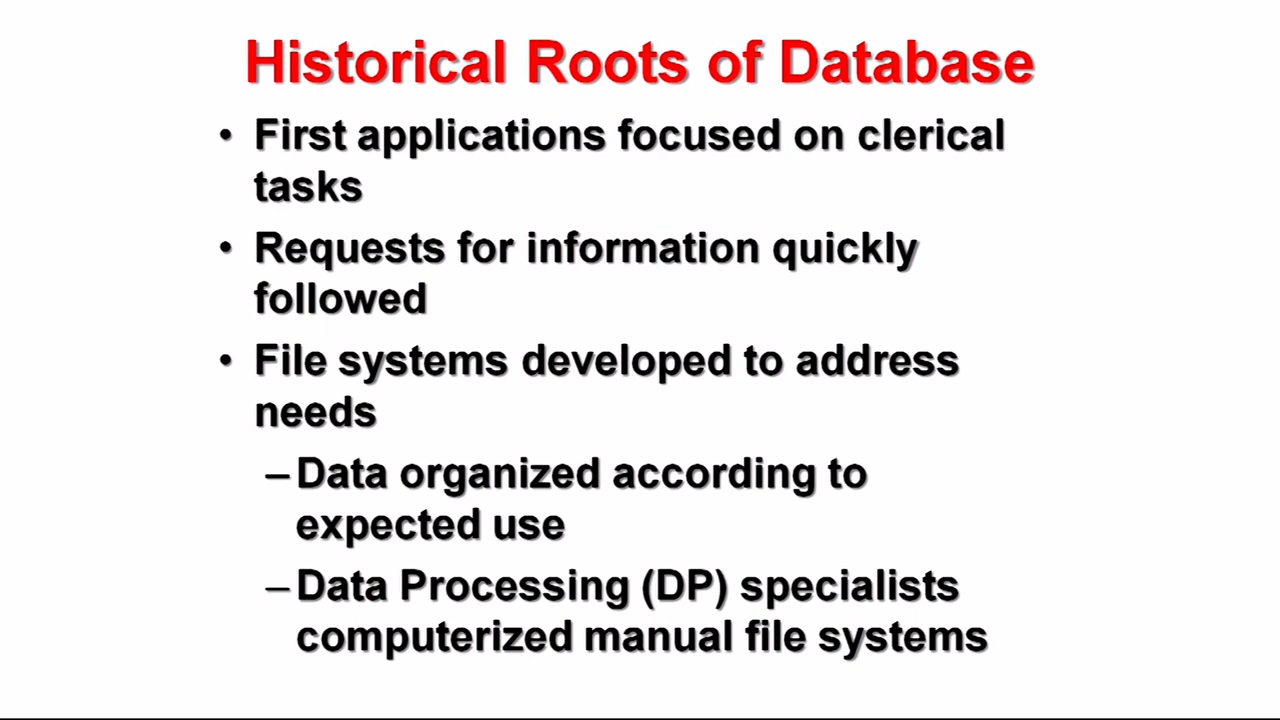 Historical Roots of Database
• First applications focused on clerical
tasks
• Requests for information quickly
followed
• File systems developed to address
needs
– Data organized according to
expected use
– Data Processing (DP) specialists
computerized manual file systems